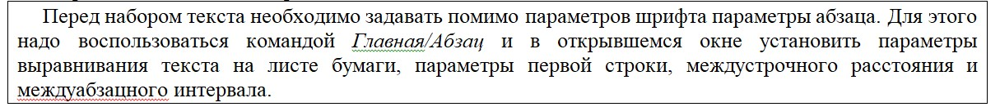 Перед набором текста необходимо задавать помимо параметров шрифта параметры абзаца. Для этого
надо воспользоваться командой Главная/Абзац и в открывшемся окне установить параметры
выравнивания текста на листе бумаги, параметры первой строки, междустрочного расстояния и
междуабзацного интервала.